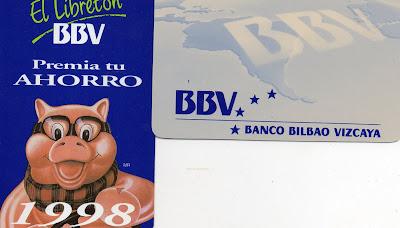 El Libretón
BBV
Premia tu
AHORRO
1998
BBV
BBV
BANCO BILBAO VIZCAYA